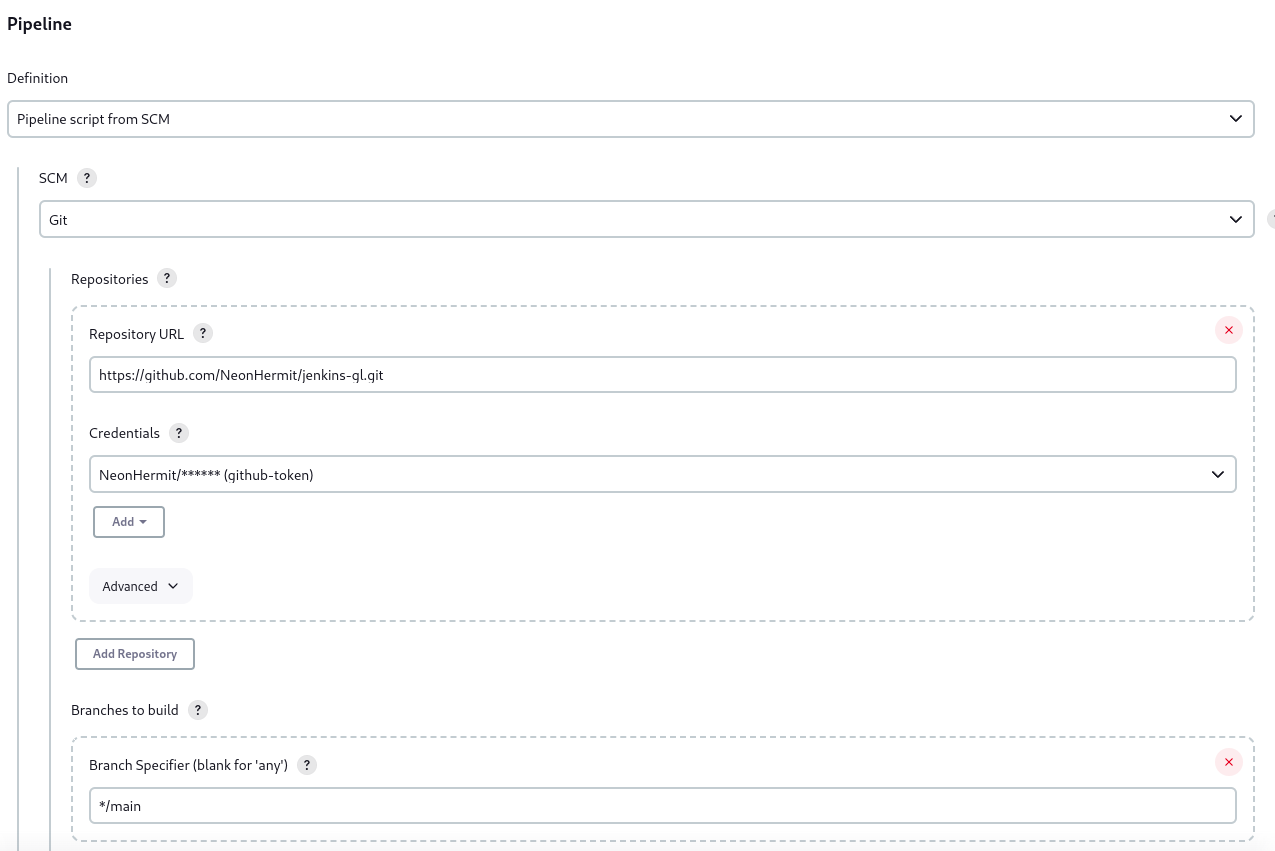 Pipeline
Definition
Pipeline script from SCM
SCM ?
Git
Repositories ?
Repository URL ?
https://github.com/NeonHermit/jenkins-gl.git
Credentials ?
NeonHermit/****** (github-token)
Add
Advanced
Add Repository
Branches to build ?
Branch Specifier (blank for 'any') ?
*/main